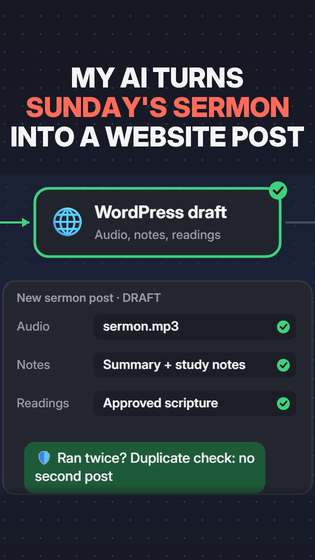 MY AI TURNS
SUNDAY'S SERMON
INTO A WEBSITE POST
WordPress draft
Audio, notes, readings
New sermon post · DRAFT
Audio sermon.mp3
Notes Summary + study notes
Readings Approved scripture
Ran twice? Duplicate check: no
second post